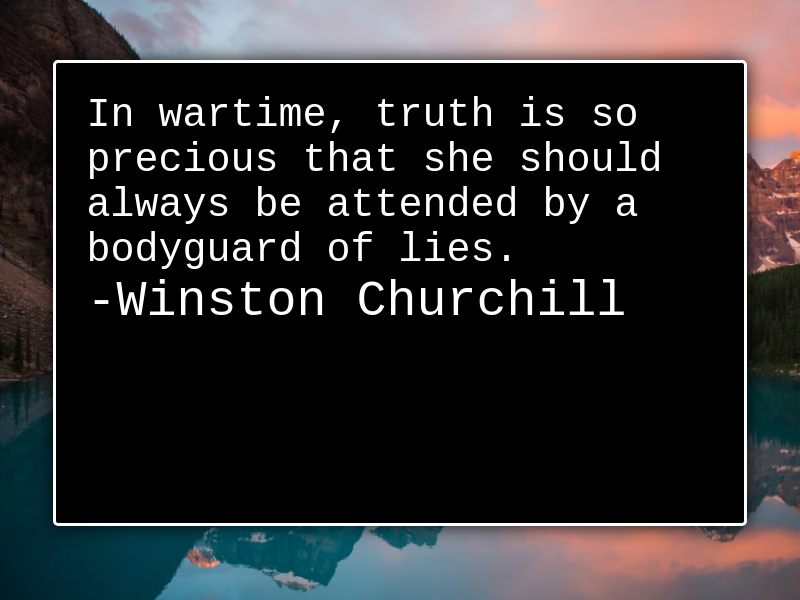 In wartime, truth is so
precious that she should
always be attended by a
bodyguard of lies.
-Winston Churchill